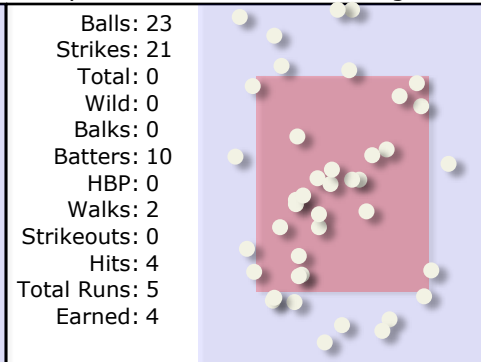 Balls: 23
Strikes: 21
Total: 0
Wild: 0
Balks: 0
Batters: 10
HBP: 0
Walks: 2
Strikeouts: 0
Hits: 4
Total Runs: 5
Earned: 4